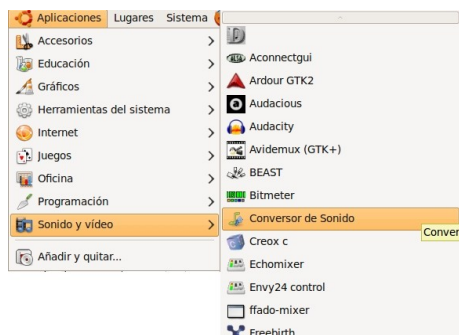 Aplicaciones Lugares Sistema
Accesorios
Educación
Gráficos
Herramientas del sistema
Internet
Juegos
Oficina
Programación
Sonido y vídeo
Añadir y quitar...
Aconnectgui
Ardour GTK2
Audacious
Audacity
Avidemux (GTK+)
BEAST
Bitmeter
Conversor de Sonido
Conver
Creox c
Echomixer
Envy24 control
ffado-mixer
Freebirth